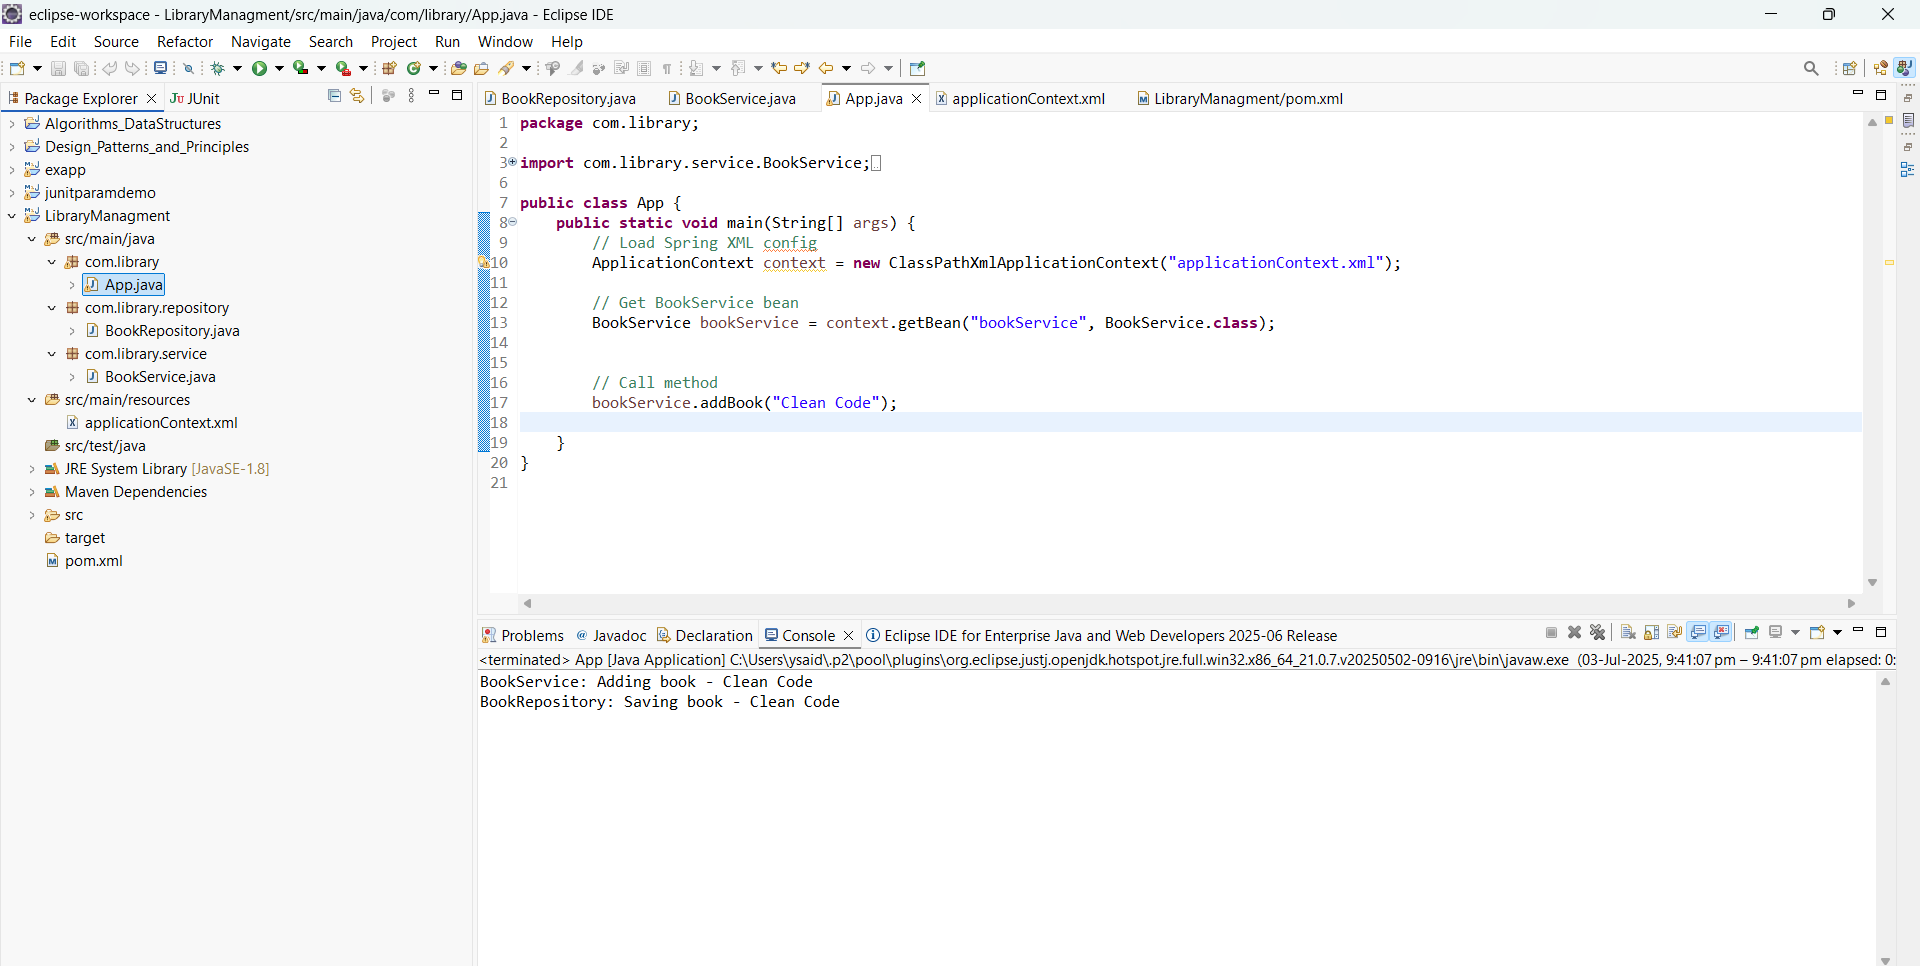 eclipse-workspace - LibraryManagment/src/main/java/com/library/App.java - Eclipse IDE
File Edit Source Refactor Navigate Search Project Run Window Help
Package Explorer JUnit
Algorithms_DataStructures
Design_Patterns_and_Principles
exapp
junitparamdemo
LibraryManagment
src/main/java
com.library
App.java
com.library.repository
BookRepository.java
com.library.service
BookService.java
src/main/resources
applicationContext.xml
src/test/java
JRE System Library [JavaSE-1.8]
Maven Dependencies
src
target
pom.xml
BookRepository.java BookService.java App.java applicationContext.xml LibraryManagment/pom.xml
1 package com.library;
2
3 import com.library.service.BookService;
6
7 public class App {
8 public static void main(String[] args) {
9 // Load Spring XML config
10 ApplicationContext context = new ClassPathXmlApplicationContext("applicationContext.xml");
11
12 // Get BookService bean
13 BookService bookService = context.getBean("bookService", BookService.class);
14
15
16 // Call method
17 bookService.addBook("Clean Code");
18
19 }
20 }
21
Problems @ Javadoc Declaration Console Eclipse IDE for Enterprise Java and Web Developers 2025-06 Release
<terminated> App [Java Application] C:\Users\ysaid\.p2\pool\plugins\org.eclipse.justj.openjdk.hotspot.jre.full.win32.x86_64_21.0.7.v20250502-0916\jre\bin\javaw.exe (03-Jul-2025, 9:41:07 pm – 9:41:07 pm elapsed: 0:
BookService: Adding book - Clean Code
BookRepository: Saving book - Clean Code